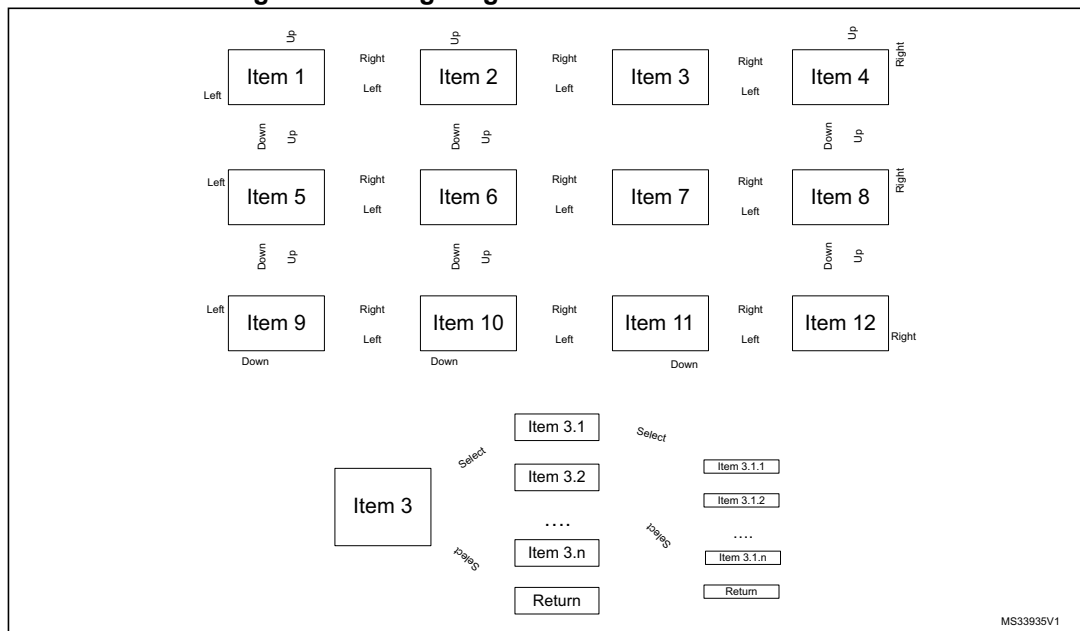 Up Up Up
Item 1 Right Item 2 Right Item 3 Right Item 4 Right
Left Left Left Left
Down Up Down Up Down Up
Left Item 5 Right Item 6 Right Item 7 Right Item 8 Right
Left Left Left
Down Up Down Up Down Up
Left Item 9 Right Item 10 Right Item 11 Right Item 12
Left Left Left Right
Down Down Down
Item 3.1 Select
Select
Item 3.1.1
Item 3.2
Item 3.1.2
Item 3
....
Select
....
Select
Item 3.n
Item 3.1.n
Return
Return
MS33935V1